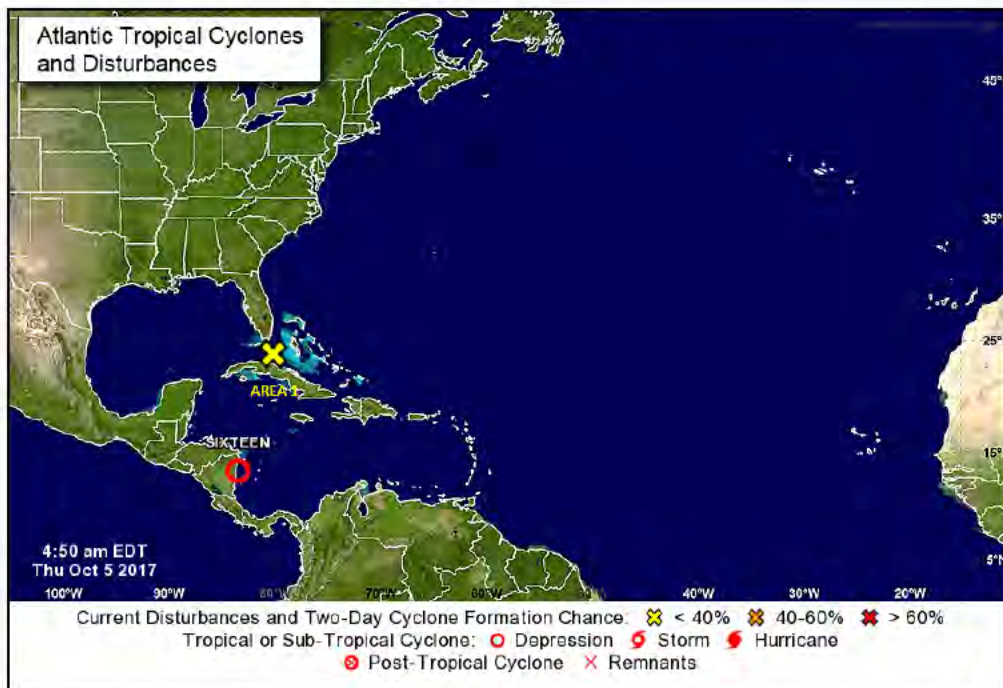 Atlantic Tropical Cyclones
and Disturbances
45°
35°
25°
AREA 1
SIXTEEN
15°
4:50 am EDT
Thu Oct 5 2017
5°N
100°W 90°W 80°W 70°W 60°W 50°W 40°W 30°W 20°W
Current Disturbances and Two-Day Cyclone Formation Chance: < 40% 40-60% > 60%
Tropical or Sub-Tropical Cyclone: Depression Storm Hurricane
Post-Tropical Cyclone Remnants